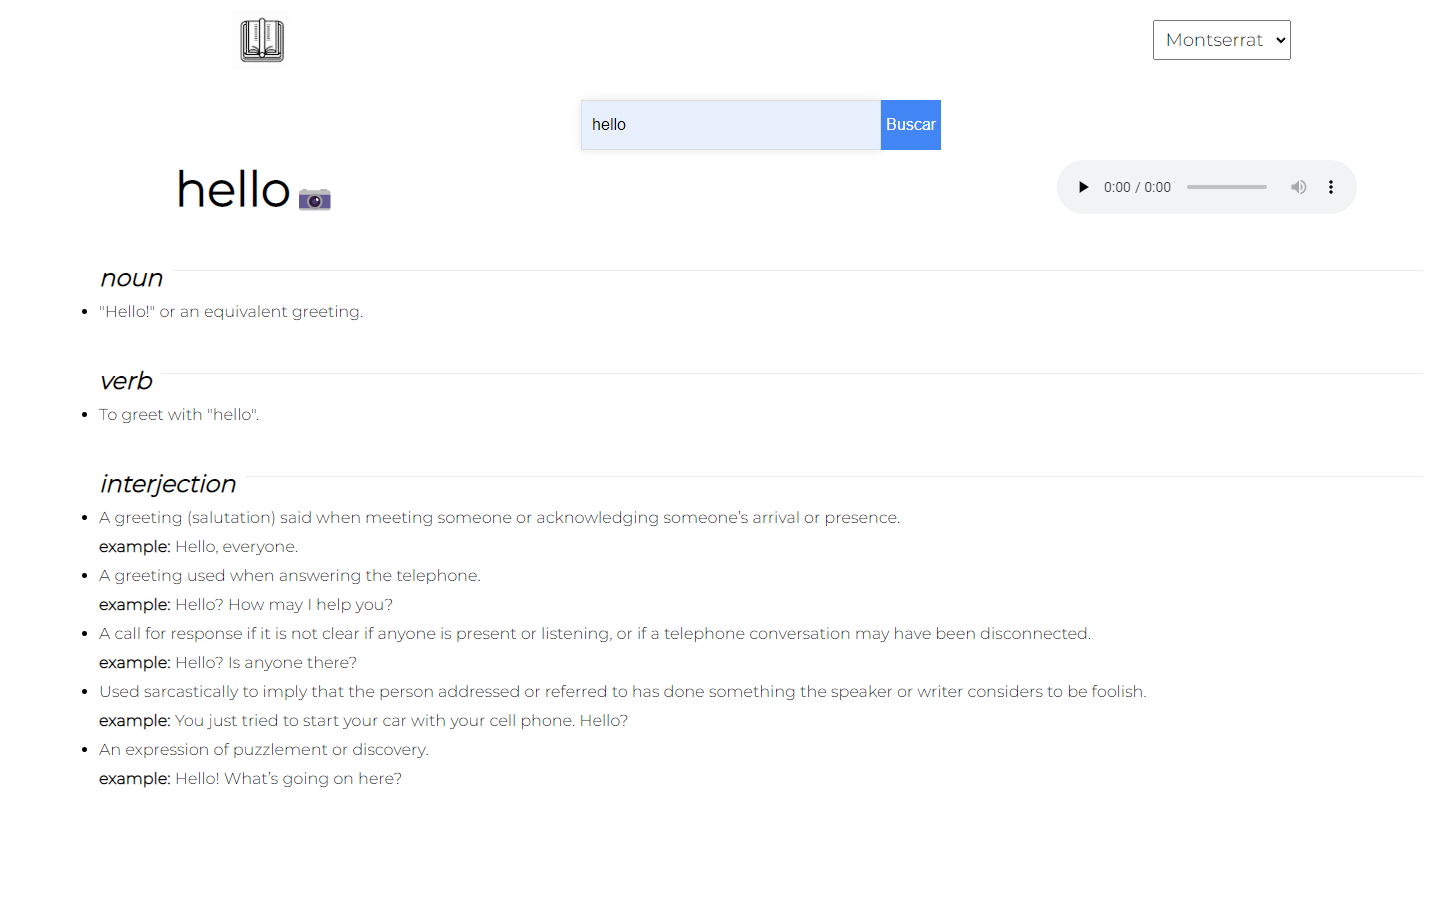 Montserrat
hello
Buscar
hello
0:00 / 0:00
noun
"Hello!" or an equivalent greeting.
verb
To greet with "hello".
interjection
A greeting (salutation) said when meeting someone or acknowledging someone’s arrival or presence.
example: Hello, everyone.
A greeting used when answering the telephone.
example: Hello? How may I help you?
A call for response if it is not clear if anyone is present or listening, or if a telephone conversation may have been disconnected.
example: Hello? Is anyone there?
Used sarcastically to imply that the person addressed or referred to has done something the speaker or writer considers to be foolish.
example: You just tried to start your car with your cell phone. Hello?
An expression of puzzlement or discovery.
example: Hello! What’s going on here?